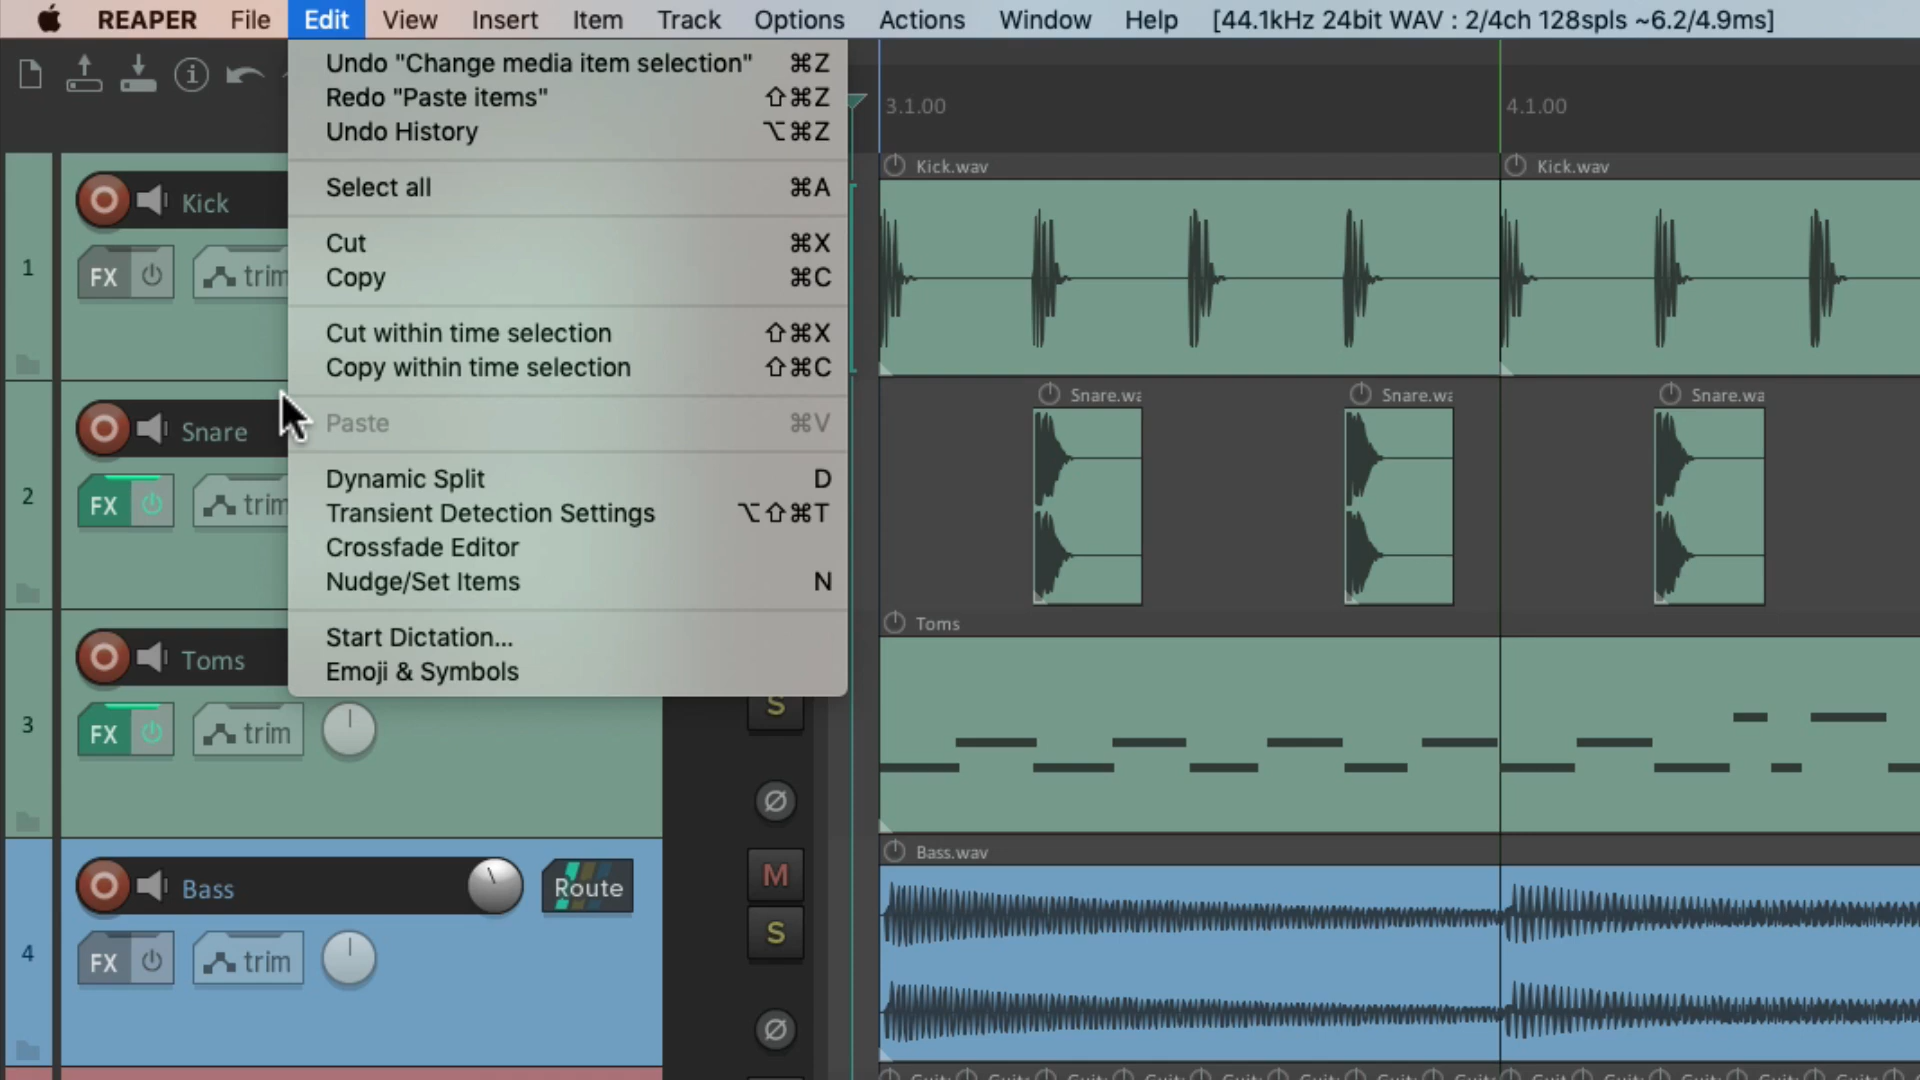 REAPER File Edit View Insert Item Track Options Actions Window Help [44.1kHz 24bit WAV : 2/4ch 128spls ~6.2/4.9ms]
Undo "Change media item selection" ⌘Z
Redo "Paste items" ⇧⌘Z
Undo History ⌥⌘Z
Select all ⌘A
Cut ⌘X
Copy ⌘C
Cut within time selection ⇧⌘X
Copy within time selection ⇧⌘C
Paste ⌘V
Dynamic Split D
Transient Detection Settings ⌥⇧⌘T
Crossfade Editor
Nudge/Set Items N
Start Dictation...
Emoji & Symbols
3.1.00 4.1.00
1 Kick
FX trim
2 Snare
FX trim
3 Toms
FX trim
S
4 Bass Route
FX trim
M
S
Kick.wav Kick.wav
Snare.wa Snare.wa Snare.wa
Toms
Bass.wav